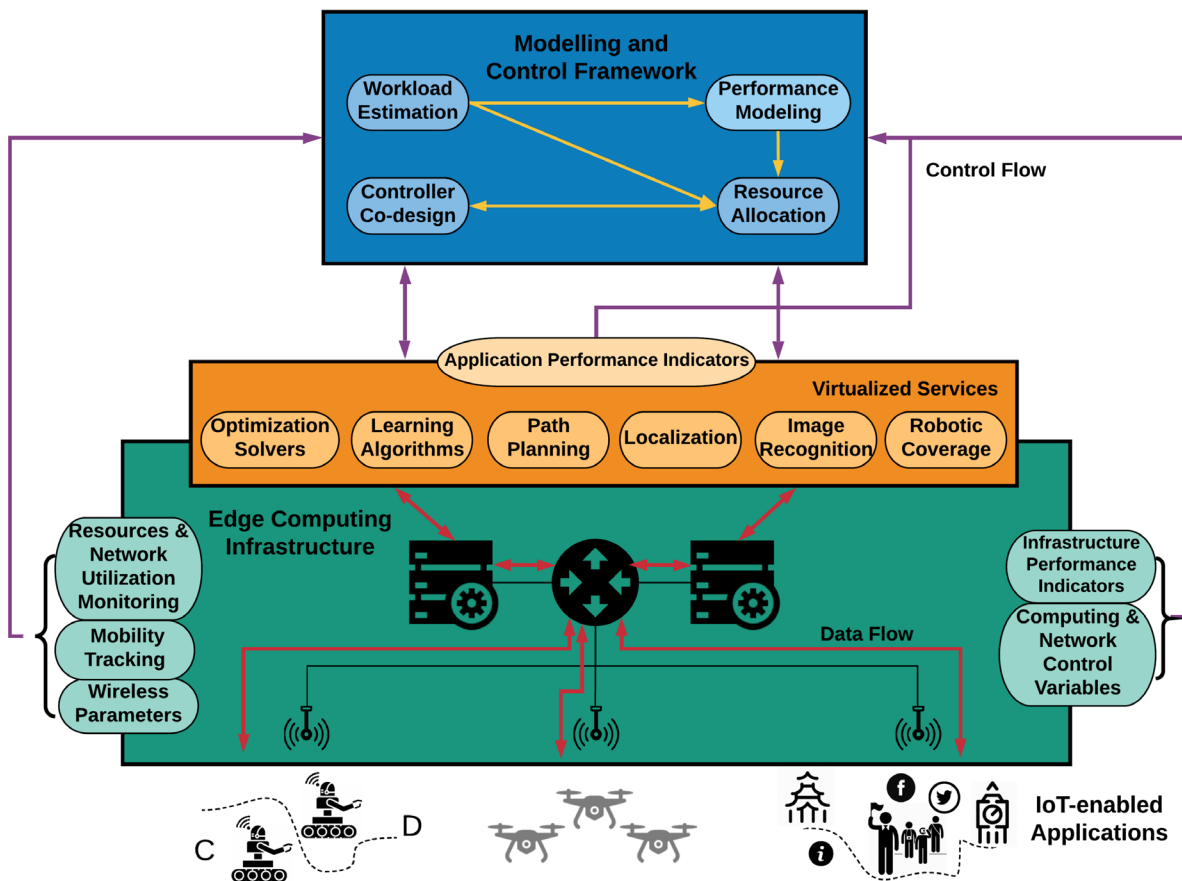 Modelling and
Control Framework
Workload
Estimation
Performance
Modeling
Controller
Co-design
Resource
Allocation
Control Flow
Application Performance Indicators
Virtualized Services
Optimization
Solvers
Learning
Algorithms
Path
Planning
Localization
Image
Recognition
Robotic
Coverage
Edge Computing
Infrastructure
Resources &
Network
Utilization
Monitoring
Mobility
Tracking
Wireless
Parameters
Infrastructure
Performance
Indicators
Computing &
Network
Control
Variables
Data Flow
C
D
f
i
IoT-enabled
Applications